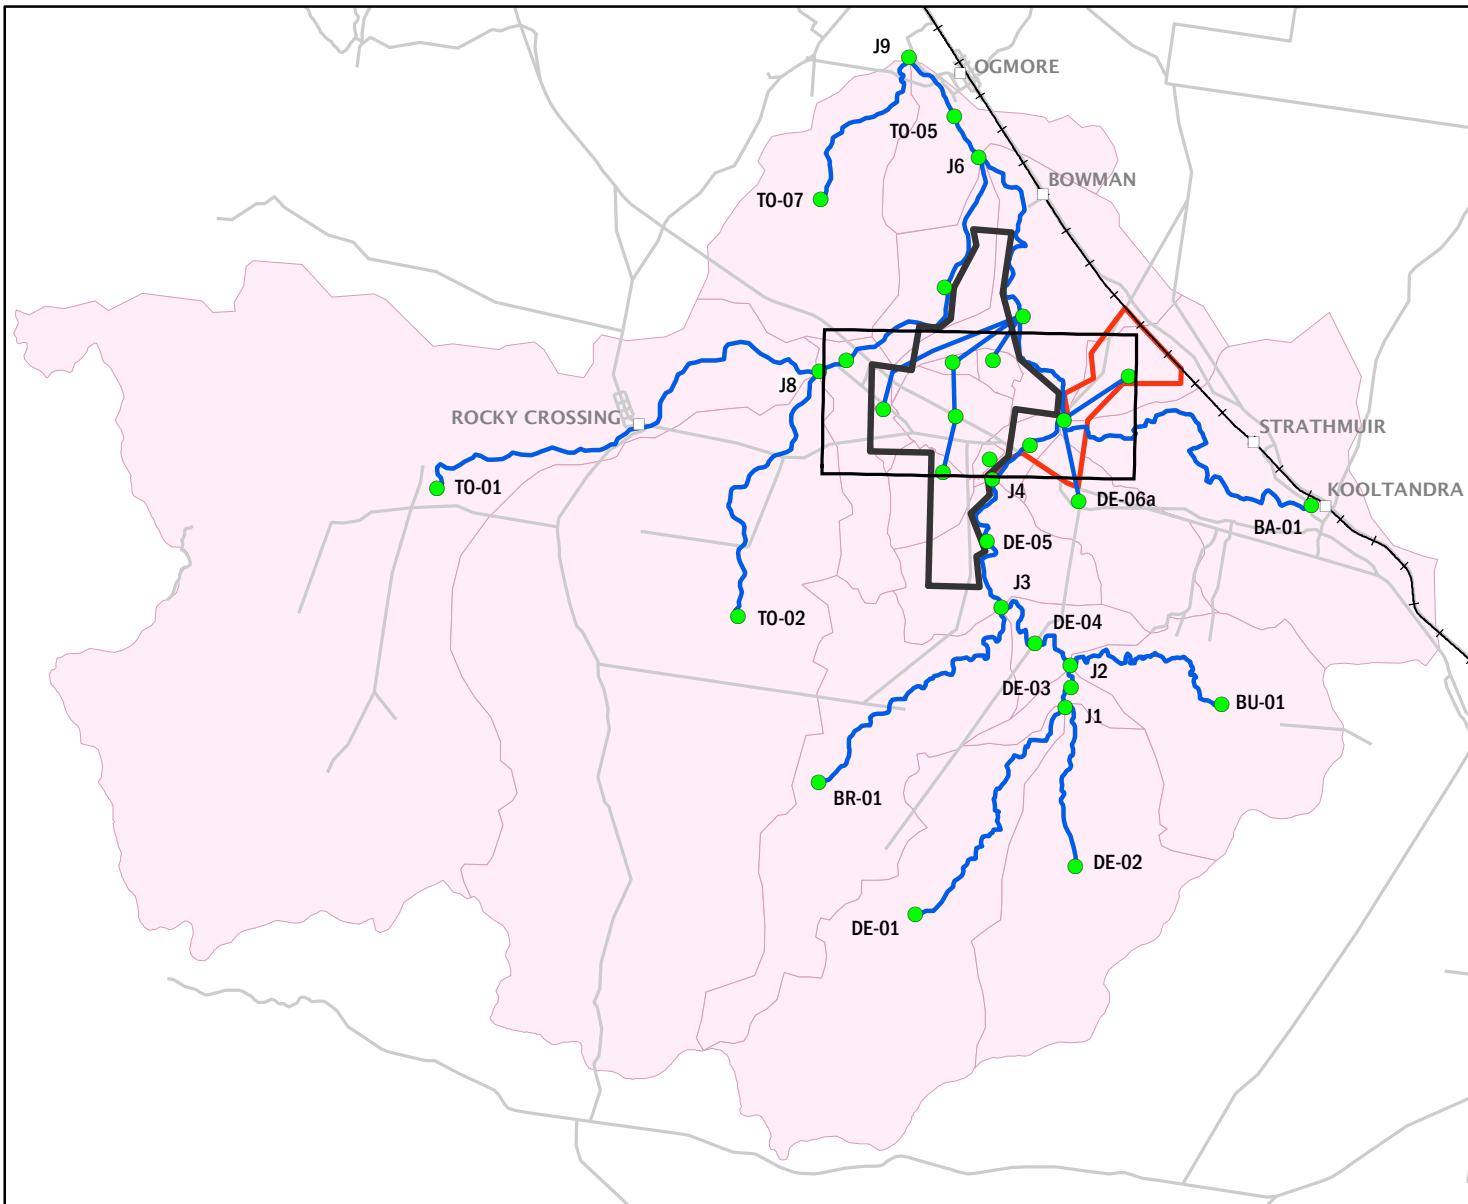 J9
OGMORE
TO-05
J6
BOWMAN
TO-07
J8
ROCKY CROSSING
STRATHMUIR
TO-01
J4
DE-06a
KOOLTANDRA
BA-01
DE-05
J3
TO-02
DE-04
J2
DE-03
BU-01
J1
BR-01
DE-02
DE-01